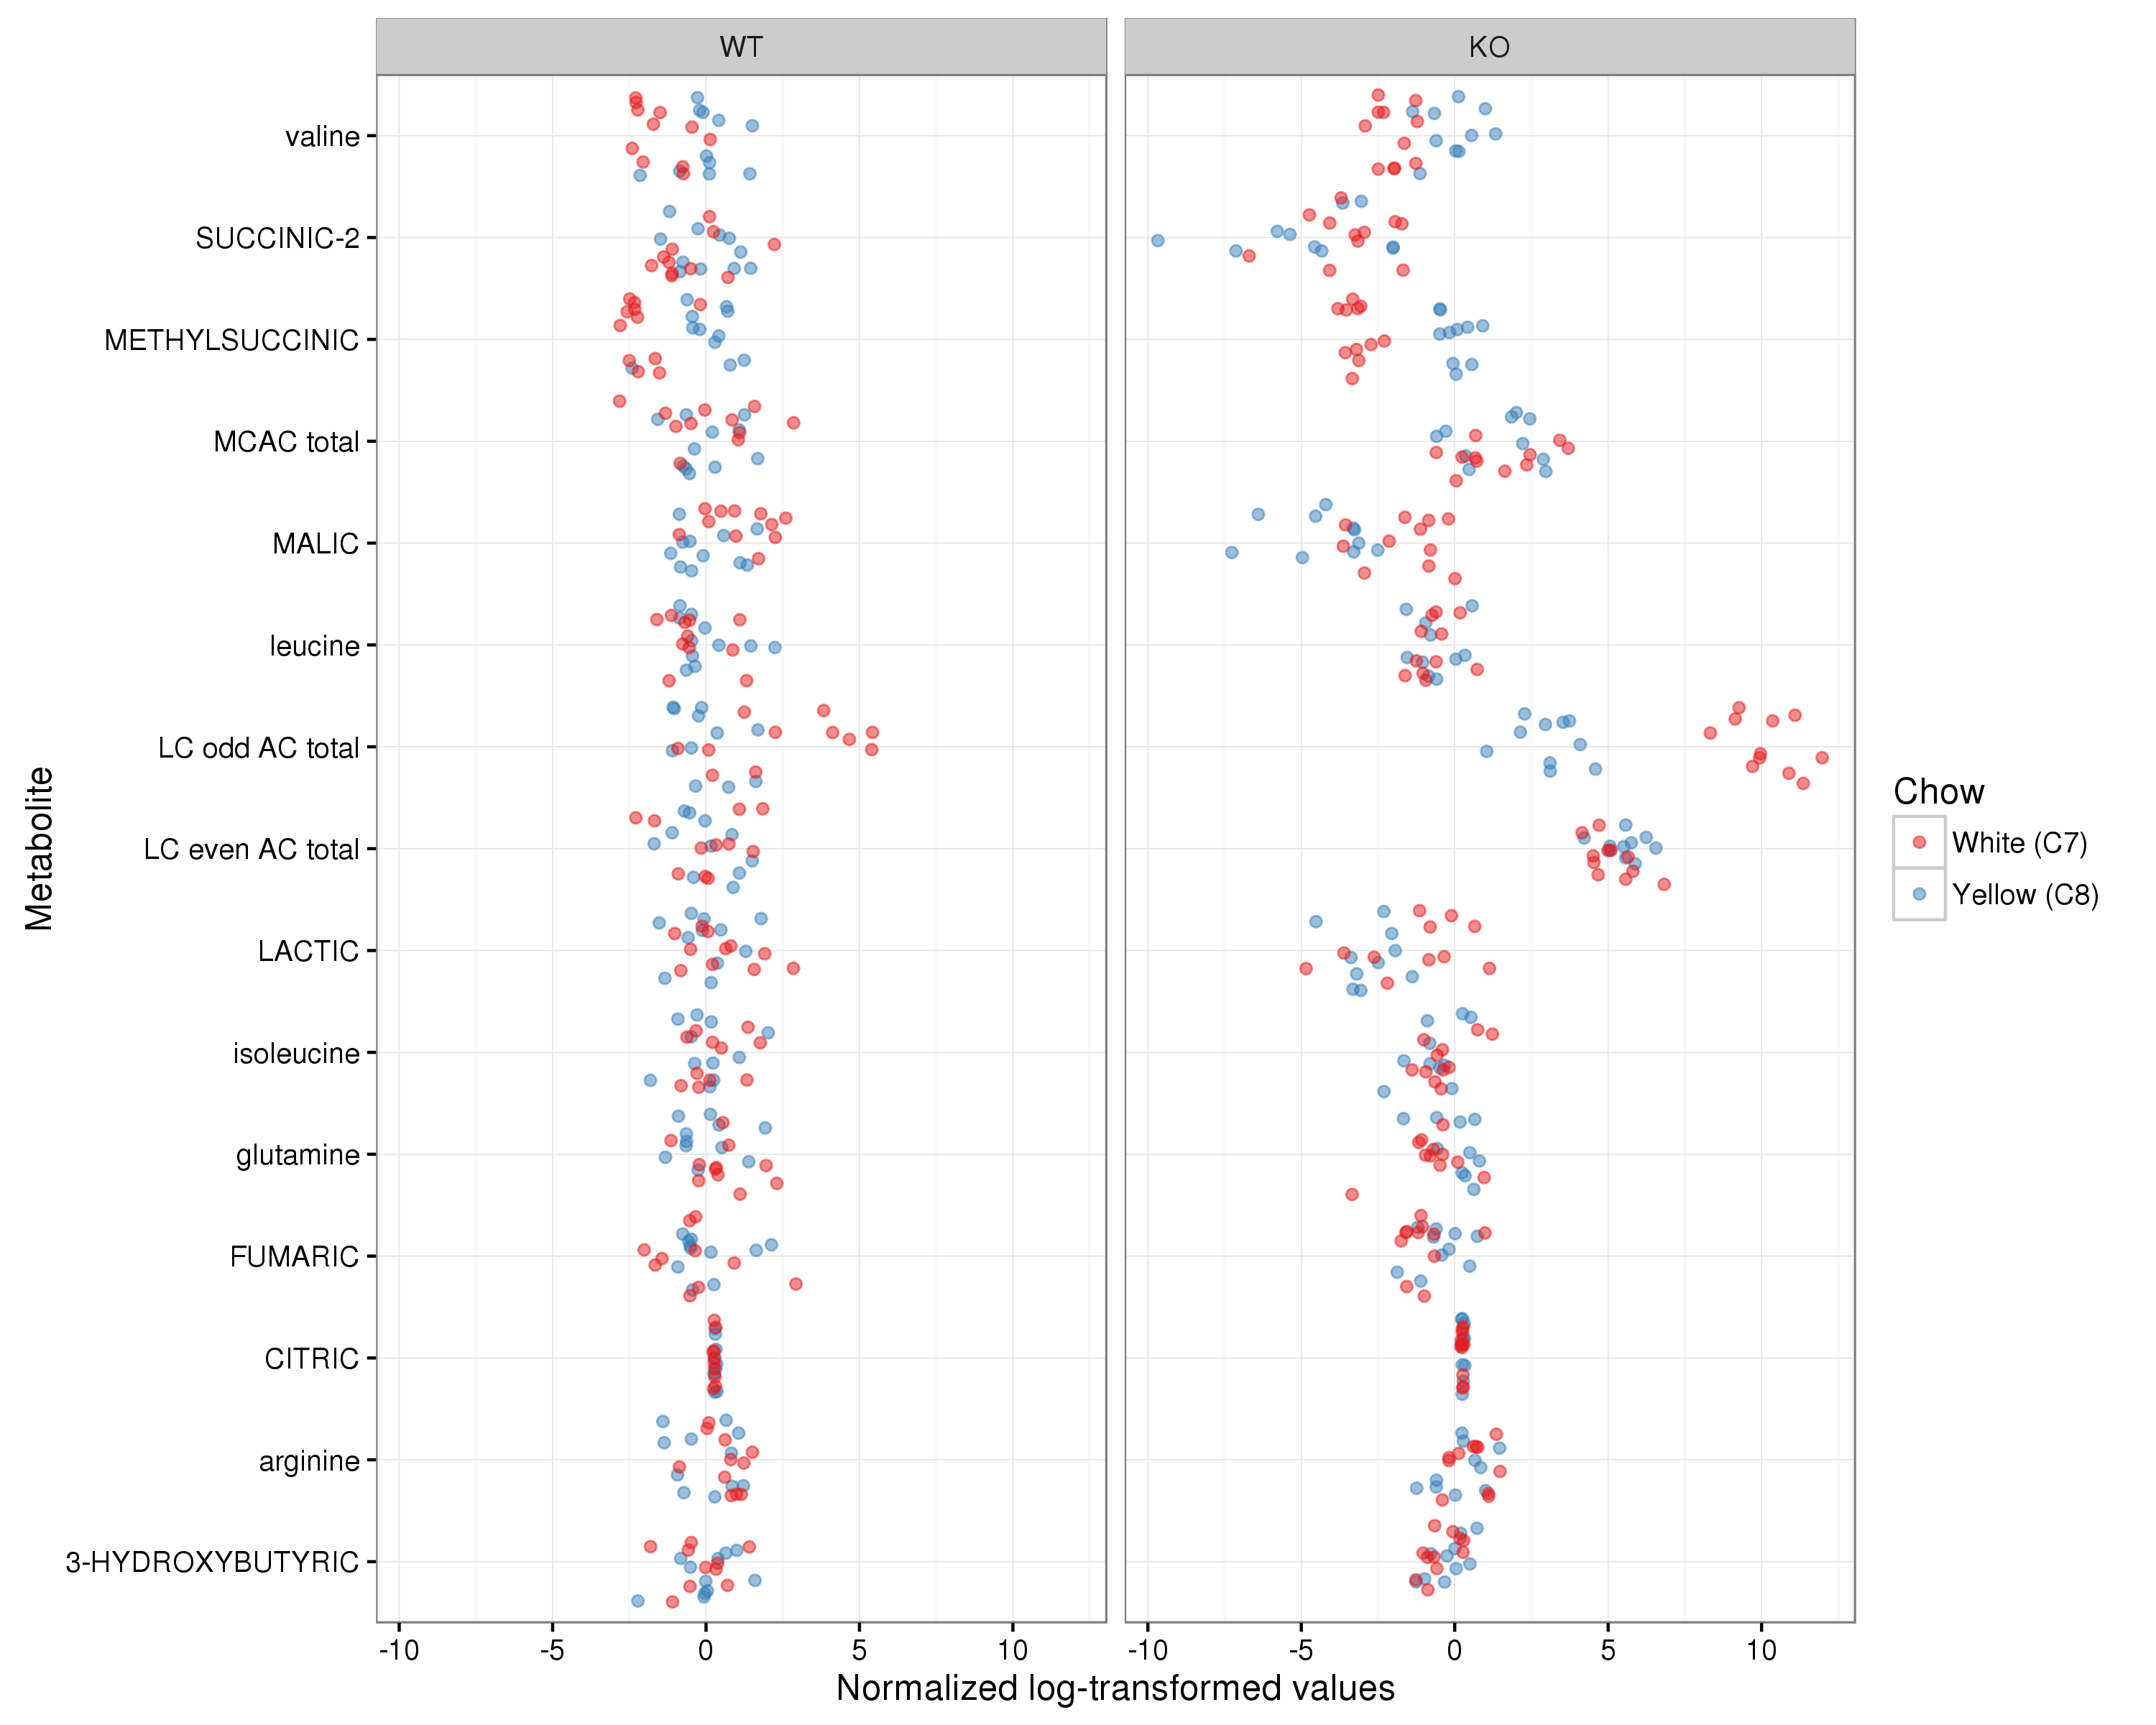 WT
KO
valine
SUCCINIC-2
METHYLSUCCINIC
MCAC total
MALIC
leucine
LC odd AC total
LC even AC total
LACTIC
isoleucine
glutamine
FUMARIC
CITRIC
arginine
3-HYDROXYBUTYRIC
Metabolite
-10 -5 0 5 10
-10 -5 0 5 10
Normalized log-transformed values
Chow
White (C7)
Yellow (C8)